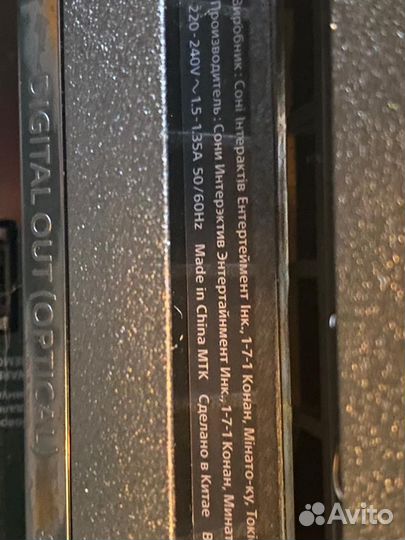 Виробник : Соні Інтерактів Ентертеймент Інк., 1-7-1 Конан, Мінато-ку, Токі
Производитель : Сони Интерэктив Энтертайнмент Инк., 1-7-1 Конан, Минат
220-240V ~ 1.5-1.35A 50/60Hz Made in China MTK Сделано в Китае В
DIGITAL OUT (OPTICAL)
Avito